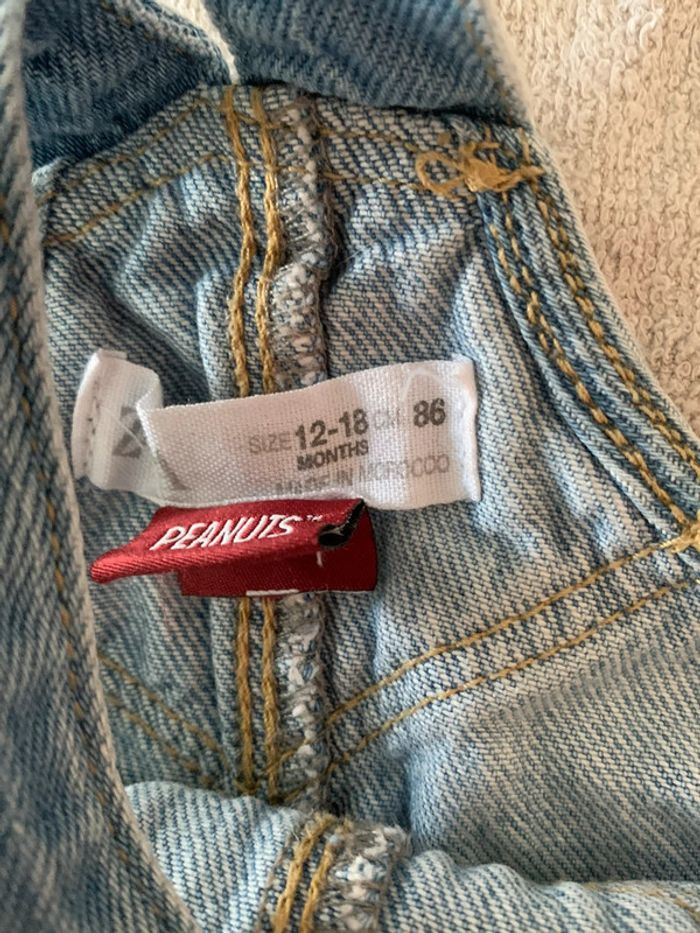 SIZE 12-18 CM 86
MONTHS
MADE IN MOROCCO
PEANUTS™